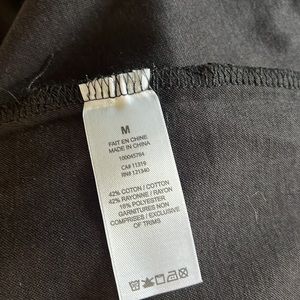 M
FAIT EN CHINE
MADE IN CHINA
100045784
CA# 11319
RN# 121340
42% COTON / COTTON
42% RAYONNE / RAYON
16% POLYESTER
GARNITURES NON
COMPRISES / EXCLUSIVE
OF TRIMS